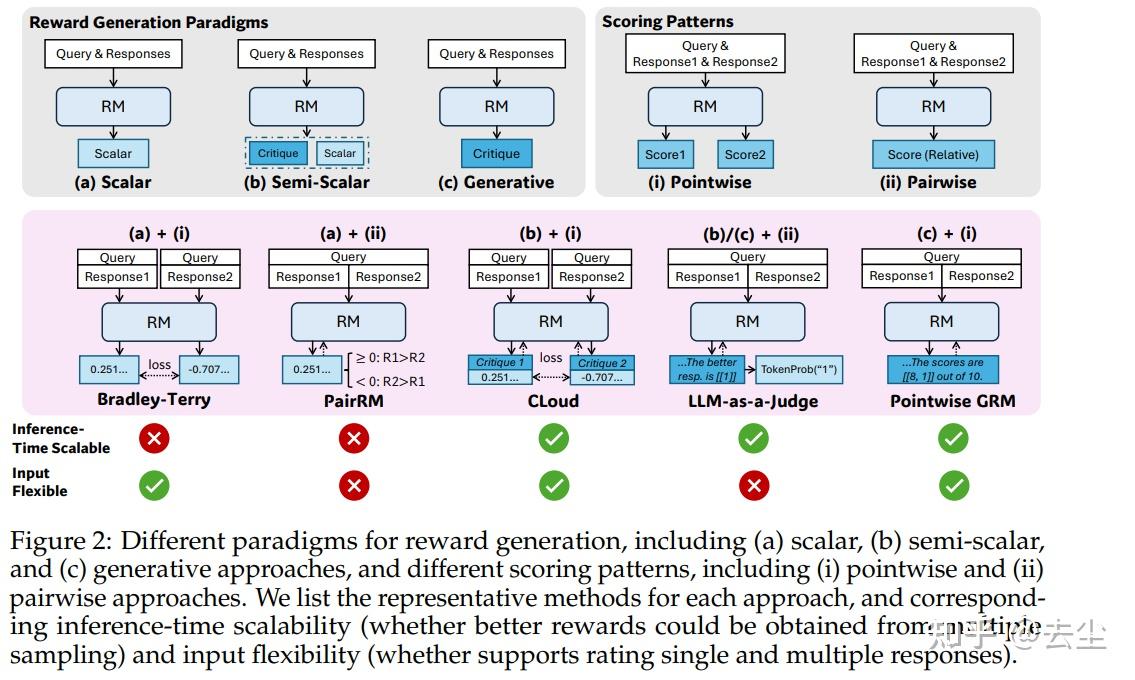 Reward Generation Paradigms
Query & Responses
RM
Scalar
(a) Scalar
Query & Responses
RM
Critique
Scalar
(b) Semi-Scalar
Query & Responses
RM
Critique
(c) Generative
Scoring Patterns
Query &
Response1 & Response2
RM
Score1
Score2
(i) Pointwise
Query &
Response1 & Response2
RM
Score (Relative)
(ii) Pairwise
(a) + (i)
Query
Response1
Query
Response2
RM
0.251...
loss
-0.707...
Bradley-Terry
(a) + (ii)
Query
Response1
Response2
RM
0.251...
≥ 0: R1>R2
< 0: R2>R1
PairRM
(b) + (i)
Query
Response1
Query
Response2
RM
Critique 1
0.251...
loss
Critique 2
-0.707...
CLoud
(b)/(c) + (ii)
Query
Response1
Response2
RM
...The better
resp. is [[1]]
TokenProb("1")
LLM-as-a-Judge
(c) + (i)
Query
Response1
Response2
RM
...The scores are
[[8, 1]] out of 10.
Pointwise GRM
Inference-
Time Scalable
Input
Flexible
Figure 2: Different paradigms for reward generation, including (a) scalar, (b) semi-scalar,
and (c) generative approaches, and different scoring patterns, including (i) pointwise and (ii)
pairwise approaches. We list the representative methods for each approach, and correspond-
ing inference-time scalability (whether better rewards could be obtained from multiple
sampling) and input flexibility (whether supports rating single and multiple responses).
知乎 @去尘